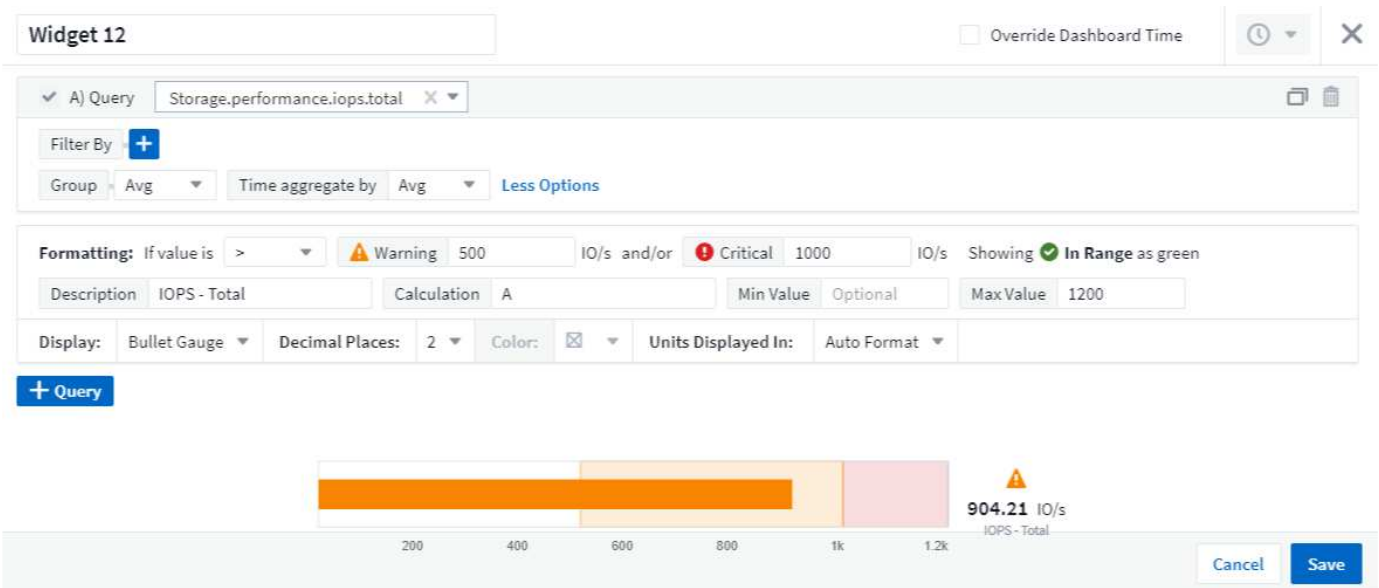 Widget 12 Override Dashboard Time
A) Query Storage.performance.iops.total
Filter By +
Group Avg Time aggregate by Avg Less Options
Formatting: If value is > Warning 500 IO/s and/or Critical 1000 IO/s Showing In Range as green
Description IOPS - Total Calculation A Min Value Optional Max Value 1200
Display: Bullet Gauge Decimal Places: 2 Color: Units Displayed In: Auto Format
+ Query
904.21 IO/s
IOPS - Total
200 400 600 800 1k 1.2k
Cancel Save